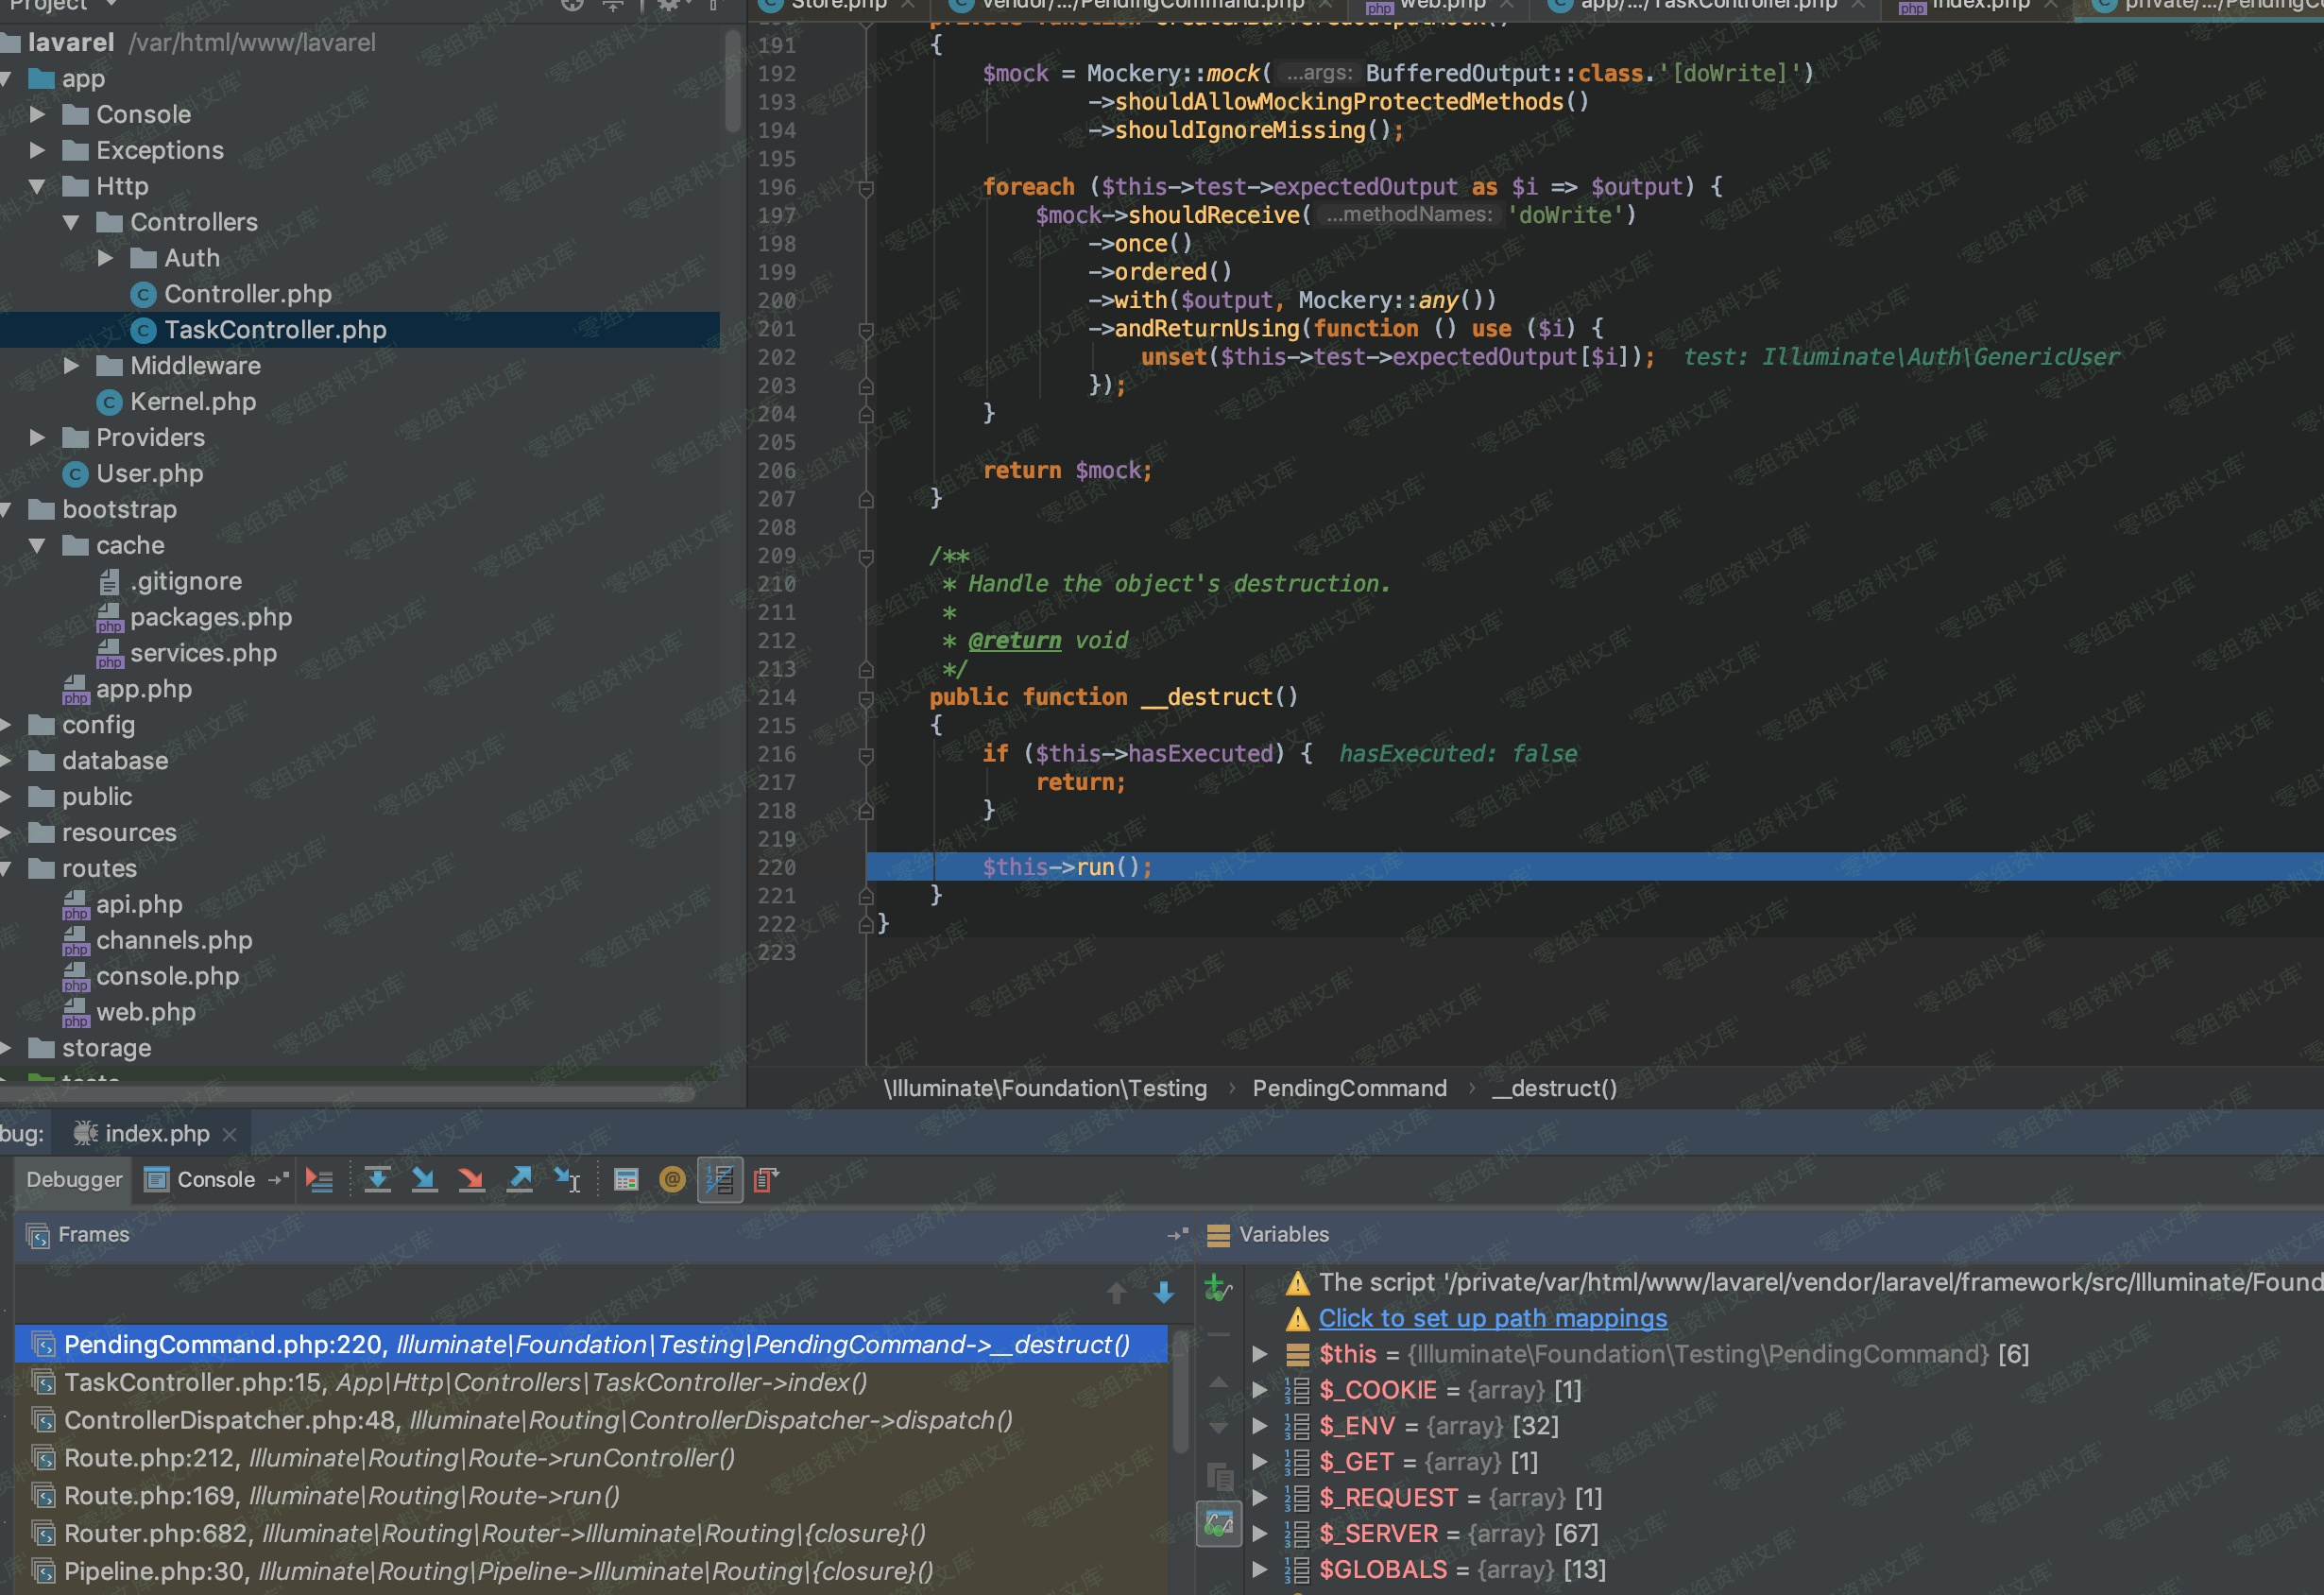 Project
lavarel /var/html/www/lavarel
app
Console
Exceptions
Http
Controllers
Auth
Controller.php
TaskController.php
Middleware
Kernel.php
Providers
User.php
bootstrap
cache
.gitignore
packages.php
services.php
app.php
config
database
public
resources
routes
api.php
channels.php
console.php
web.php
storage
tests
Store.php
vendor/.../PendingCommand.php
web.php
app/.../TaskController.php
index.php
191 {
192 $mock = Mockery::mock( ...args: BufferedOutput::class.'[doWrite]')
193 ->shouldAllowMockingProtectedMethods()
194 ->shouldIgnoreMissing();
195
196 foreach ($this->test->expectedOutput as $i => $output) {
197 $mock->shouldReceive( ...methodNames: 'doWrite')
198 ->once()
199 ->ordered()
200 ->with($output, Mockery::any())
201 ->andReturnUsing(function () use ($i) {
202 unset($this->test->expectedOutput[$i]); test: Illuminate\Auth\GenericUser
203 });
204 }
205
206 return $mock;
207 }
208
209 /**
210 * Handle the object's destruction.
211 *
212 * @return void
213 */
214 public function __destruct()
215 {
216 if ($this->hasExecuted) { hasExecuted: false
217 return;
218 }
219
220 $this->run();
221 }
222 }
223
\Illuminate\Foundation\Testing › PendingCommand › __destruct()
bug: index.php
Debugger Console
Frames
PendingCommand.php:220, Illuminate\Foundation\Testing\PendingCommand->__destruct()
TaskController.php:15, App\Http\Controllers\TaskController->index()
ControllerDispatcher.php:48, Illuminate\Routing\ControllerDispatcher->dispatch()
Route.php:212, Illuminate\Routing\Route->runController()
Route.php:169, Illuminate\Routing\Route->run()
Router.php:682, Illuminate\Routing\Router->Illuminate\Routing\{closure}()
Pipeline.php:30, Illuminate\Routing\Pipeline->Illuminate\Routing\{closure}()
Variables
The script '/private/var/html/www/lavarel/vendor/laravel/framework/src/Illuminate/Found
Click to set up path mappings
$this = {Illuminate\Foundation\Testing\PendingCommand} [6]
$_COOKIE = {array} [1]
$_ENV = {array} [32]
$_GET = {array} [1]
$_REQUEST = {array} [1]
$_SERVER = {array} [67]
$GLOBALS = {array} [13]
零组资料文库